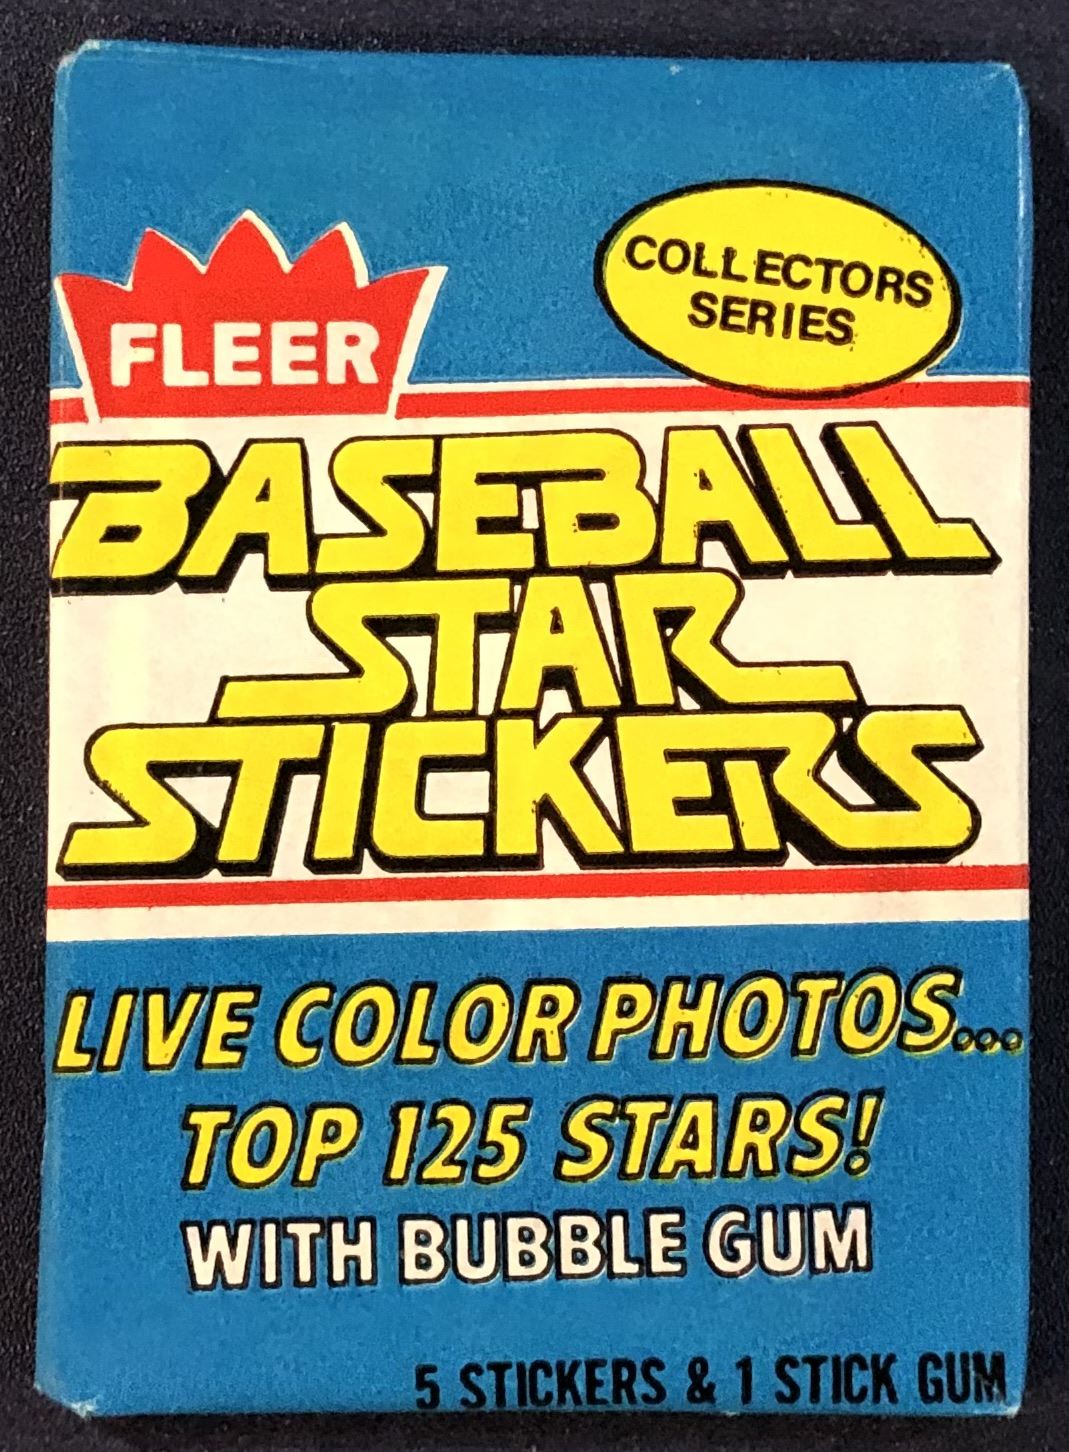 FLEER
COLLECTORS
SERIES
BASEBALL
STAR
STICKERS
LIVE COLOR PHOTOS...
TOP 125 STARS!
WITH BUBBLE GUM
5 STICKERS & 1 STICK GUM